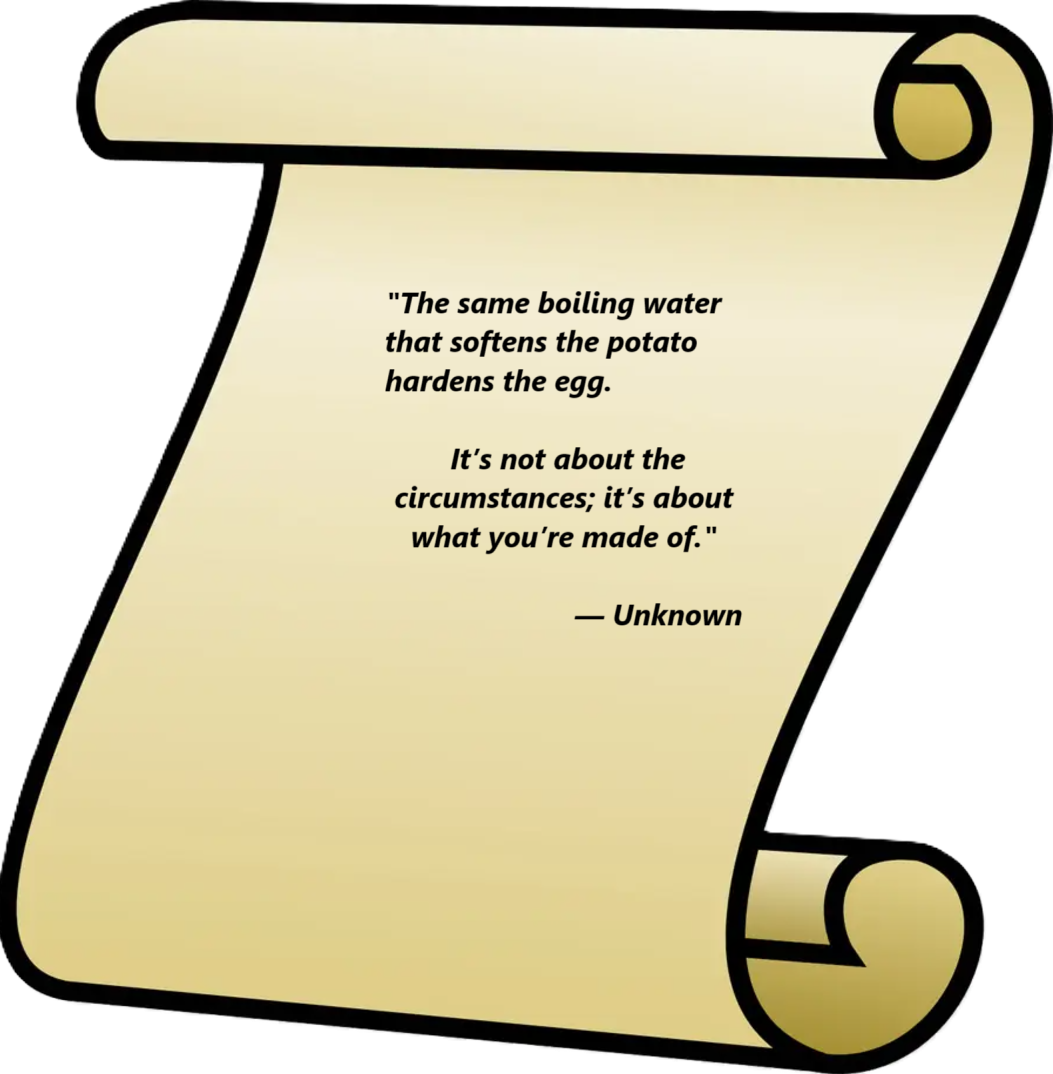 "The same boiling water
that softens the potato
hardens the egg.
It’s not about the
circumstances; it’s about
what you’re made of."
— Unknown